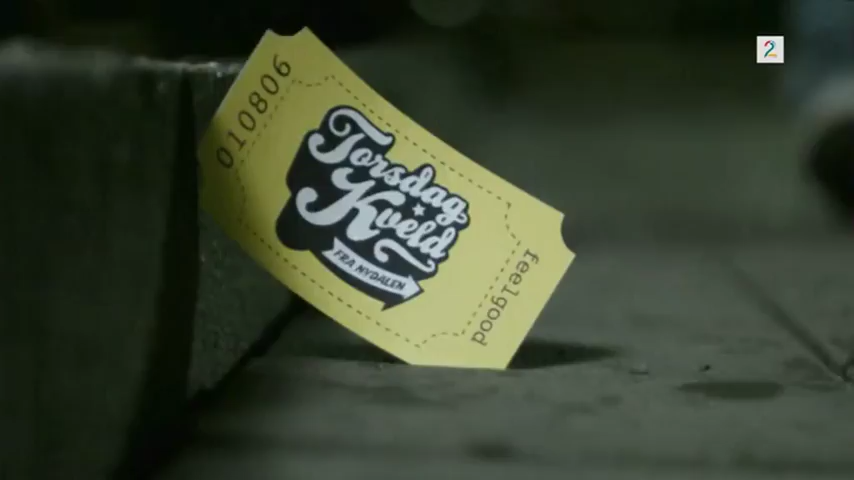 2
010806
Torsdag
Kveld
FRA NYDALEN
feelgood